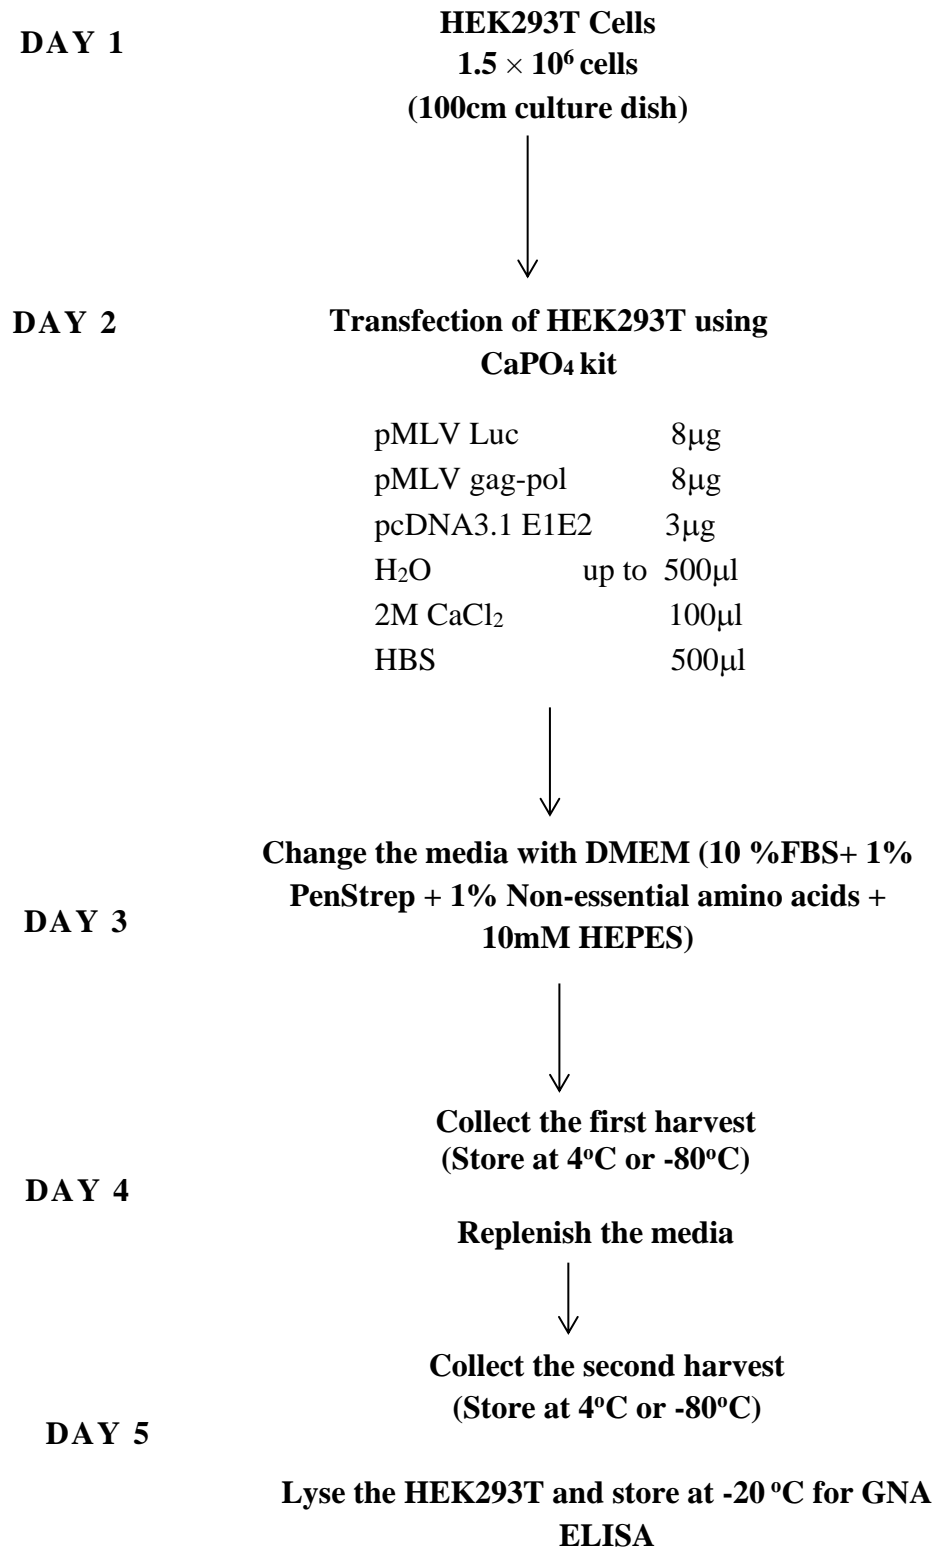 DAY 1
HEK293T Cells
1.5 × 10⁶ cells
(100cm culture dish)
DAY 2
Transfection of HEK293T using
CaPO₄ kit
pMLV Luc 8μg
pMLV gag-pol 8μg
pcDNA3.1 E1E2 3μg
H₂O up to 500μl
2M CaCl₂ 100μl
HBS 500μl
Change the media with DMEM (10 %FBS+ 1%
PenStrep + 1% Non-essential amino acids +
DAY 3
10mM HEPES)
Collect the first harvest
(Store at 4ᵒC or -80ᵒC)
DAY 4
Replenish the media
Collect the second harvest
(Store at 4ᵒC or -80ᵒC)
DAY 5
Lyse the HEK293T and store at -20 ᵒC for GNA
ELISA